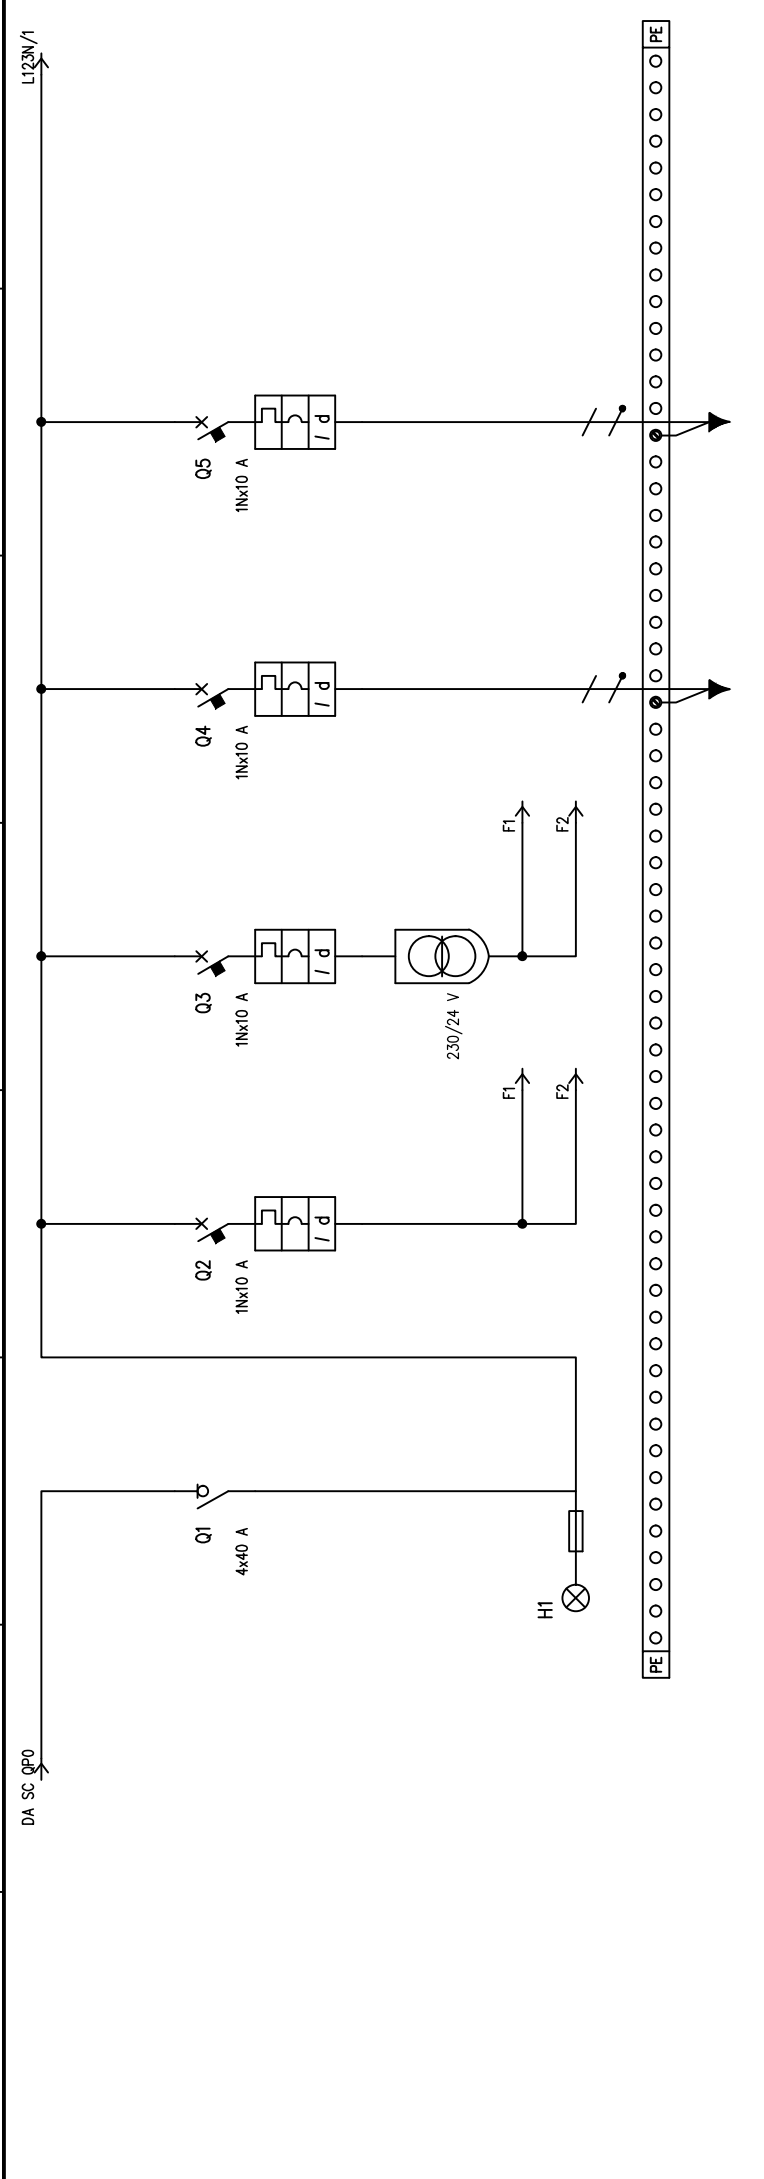 DA SC QP0
L123N/1
Q1
4x40 A
H1
Q2
1Nx10 A
I d
F1
F2
Q3
1Nx10 A
I d
230/24 V
F1
F2
Q4
1Nx10 A
I d
Q5
1Nx10 A
I d
PE
PE